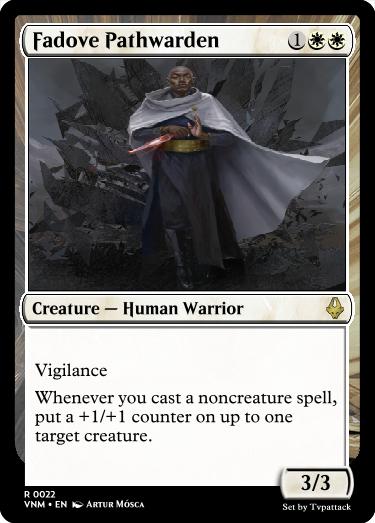 Fadove Pathwarden 1
Creature — Human Warrior
Vigilance
Whenever you cast a noncreature spell,
put a +1/+1 counter on up to one
target creature.
3/3
R 0022
VNM • EN Artur Mósca
Set by Tvpattack